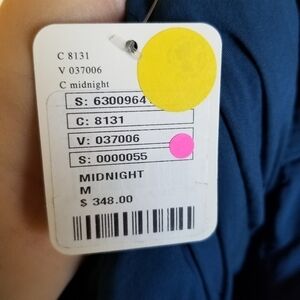 C 8131
V 037006
C midnight
S: 6300964
C: 8131
V: 037006
S: 0000055
MIDNIGHT
M
$ 348.00